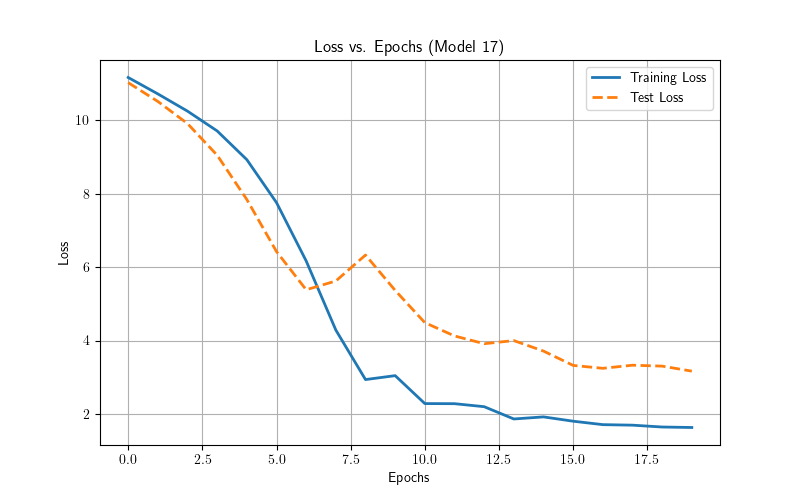 Loss vs. Epochs (Model 17)
Training Loss
Test Loss
10
8
6
4
2
Loss
0.0 2.5 5.0 7.5 10.0 12.5 15.0 17.5
Epochs